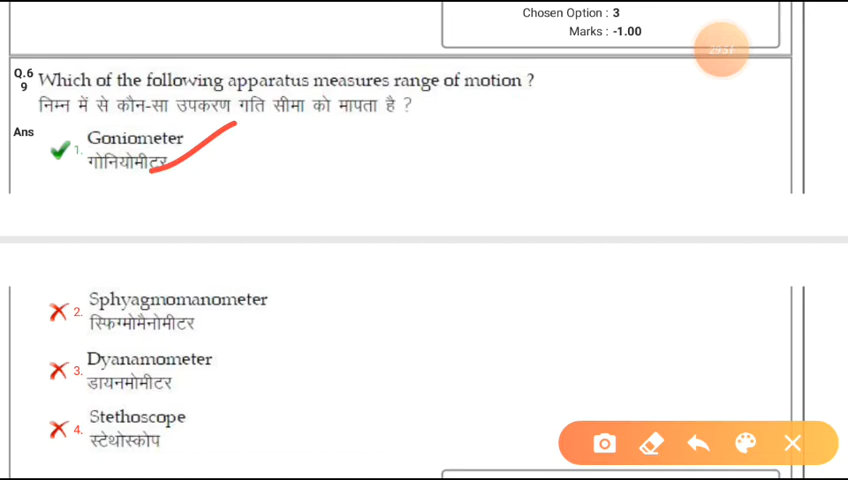 Chosen Option : 3
Marks : -1.00
Q.6
9
Which of the following apparatus measures range of motion ?
निम्न में से कौन-सा उपकरण गति सीमा को मापता है ?
Ans
1. Goniometer
गोनियोमीटर
2. Sphyagmomanometer
स्फिग्मोमैनोमीटर
3. Dyanamometer
डायनमोमीटर
4. Stethoscope
स्टेथोस्कोप